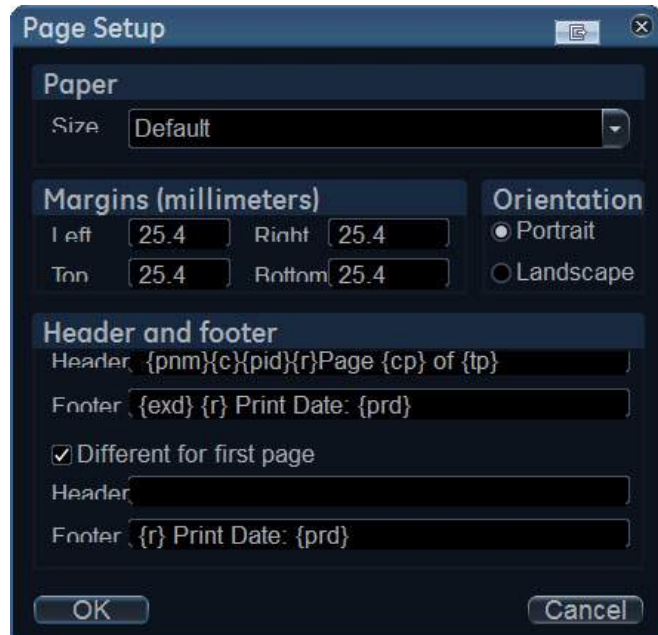 Page Setup
Paper
Size Default
Margins (millimeters)
Left 25.4 Right 25.4
Top 25.4 Bottom 25.4
Orientation
Portrait
Landscape
Header and footer
Header {pnm}{c}{pid}{r}Page {cp} of {tp}
Footer {exd} {r} Print Date: {prd}
Different for first page
Header
Footer {r} Print Date: {prd}
OK Cancel